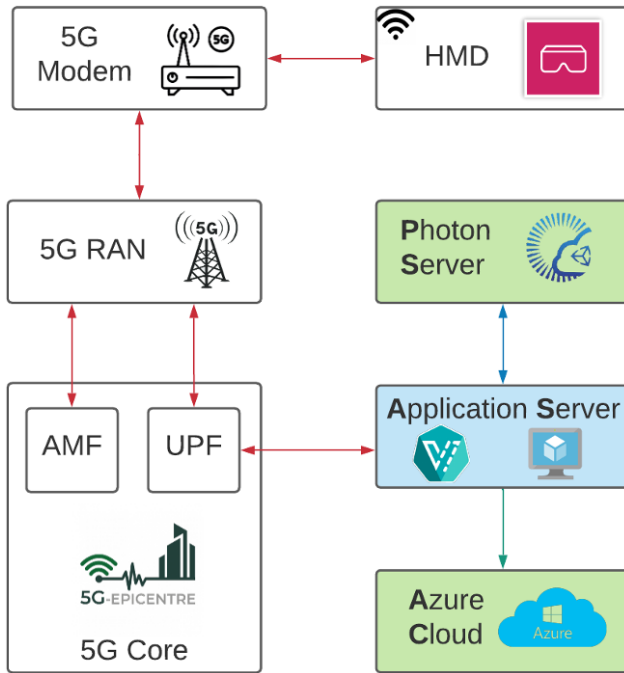 5G
Modem
5G
HMD
5G RAN
5G
Photon
Server
AMF
UPF
Application Server
5G-EPICENTRE
5G Core
Azure
Cloud
Azure